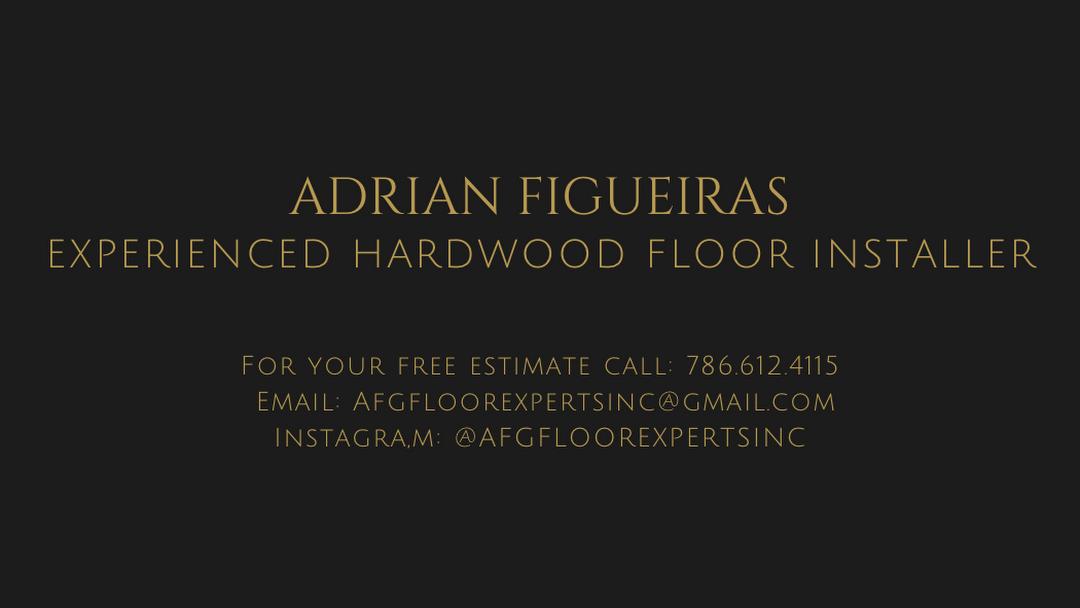 ADRIAN FIGUEIRAS
EXPERIENCED HARDWOOD FLOOR INSTALLER
For your free estimate call: 786.612.4115
Email: Afgfloorexpertsinc@gmail.com
Instagra,m: @AFGFLOOREXPERTSINC